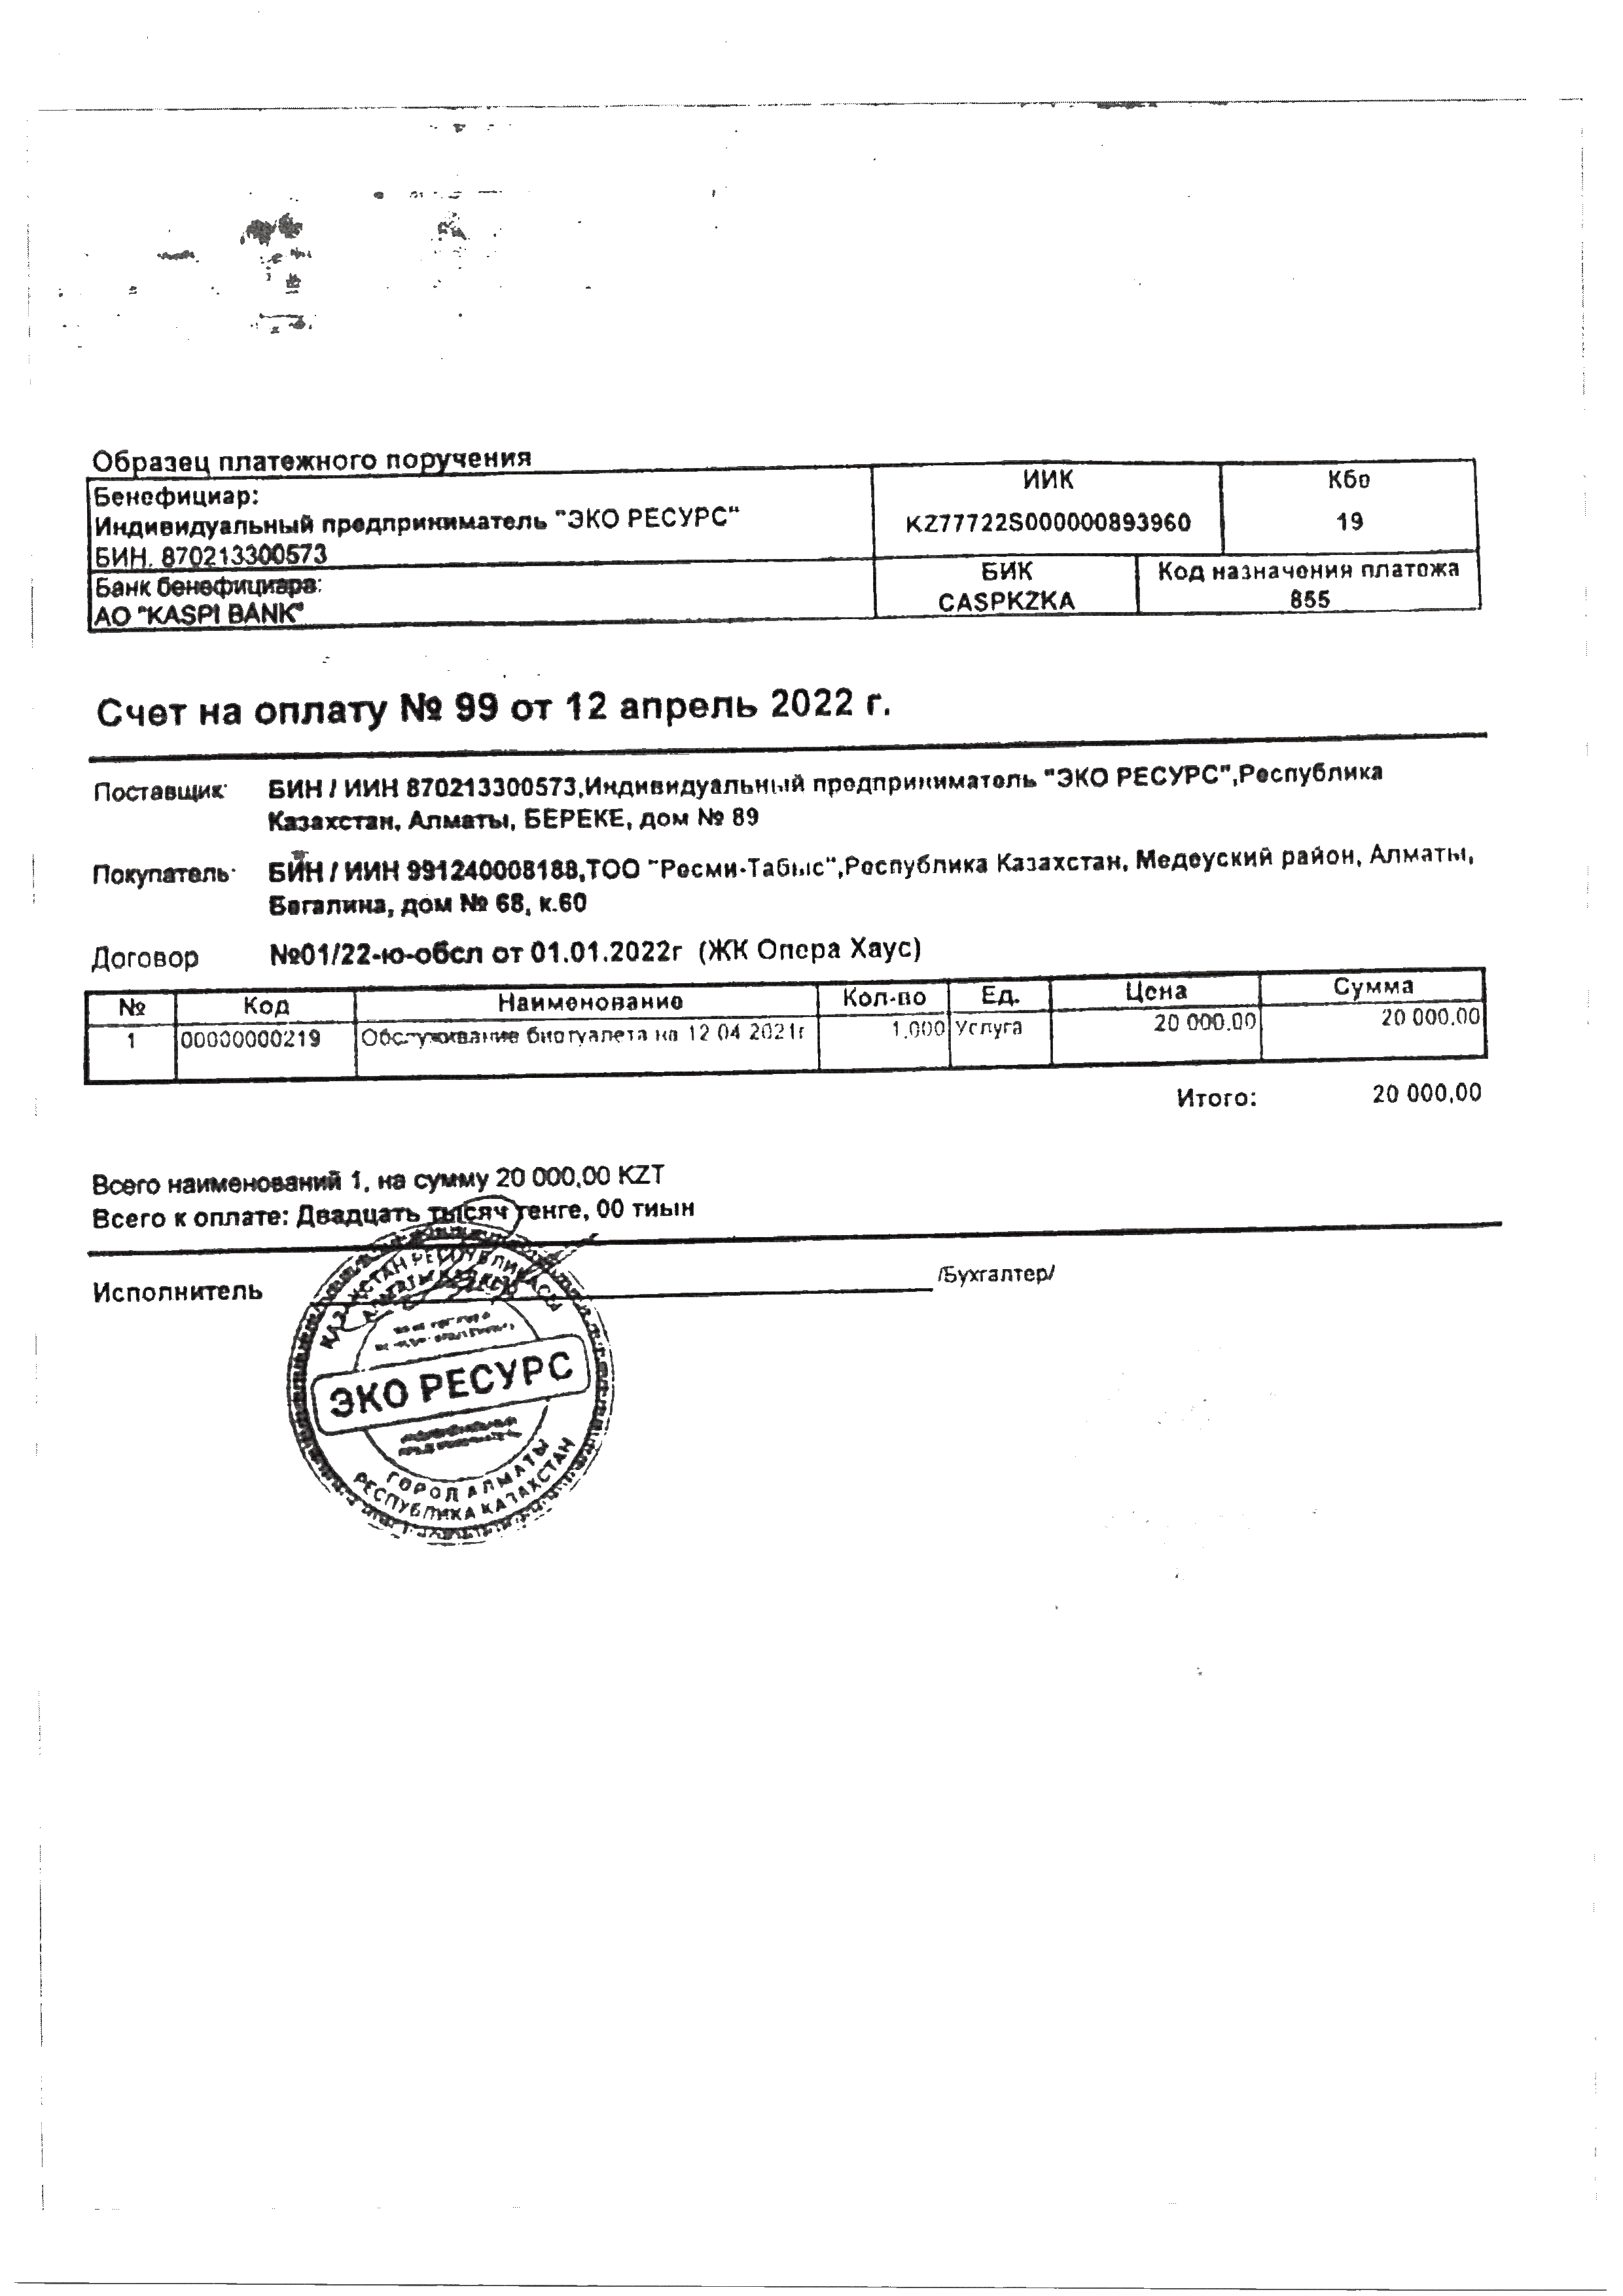 Образец платежного поручения
Бенефициар:
Индивидуальный предприниматель "ЭКО РЕСУРС"
БИН. 870213300573
ИИК
KZ77722S000000893960
Кбе
19
Банк бенефициара:
АО "KASPI BANK"
БИК
CASPKZKA
Код назначения платежа
855
Счет на оплату № 99 от 12 апрель 2022 г.
Поставщик: БИН / ИИН 870213300573,Индивидуальный предприниматель "ЭКО РЕСУРС",Республика
Казахстан, Алматы, БЕРЕКЕ, дом № 89
Покупатель: БИН / ИИН 991240008188,ТОО "Росми-Табыс",Республика Казахстан, Медеуский район, Алматы,
Бегалина, дом № 68, к.60
Договор №01/22-ю-обсл от 01.01.2022г (ЖК Опера Хаус)
№ Код Наименование Кол-во Ед. Цена Сумма
1 00000000219 Обслуживание биотуалета на 12 04 2021г 1,000 Услуга 20 000.00 20 000,00
Итого: 20 000,00
Всего наименований 1, на сумму 20 000,00 KZT
Всего к оплате: Двадцать тысяч тенге, 00 тиын
Исполнитель /Бухгалтер/
ҚАЗАҚСТАН РЕСПУБЛИКАСЫ
ЭКО РЕСУРС
ГОРОД АЛМАТЫ
РЕСПУБЛИКА КАЗАХСТАН